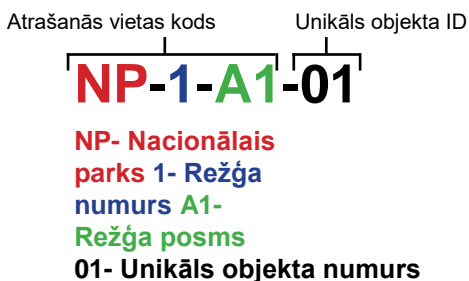 Atrašanās vietas kods Unikāls objekta ID
NP-1-A1-01
NP- Nacionālais
parks 1- Režģa
numurs A1-
Režģa posms
01- Unikāls objekta numurs